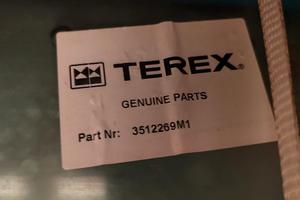 TEREX®
GENUINE PARTS
Part Nr: 3512269M1